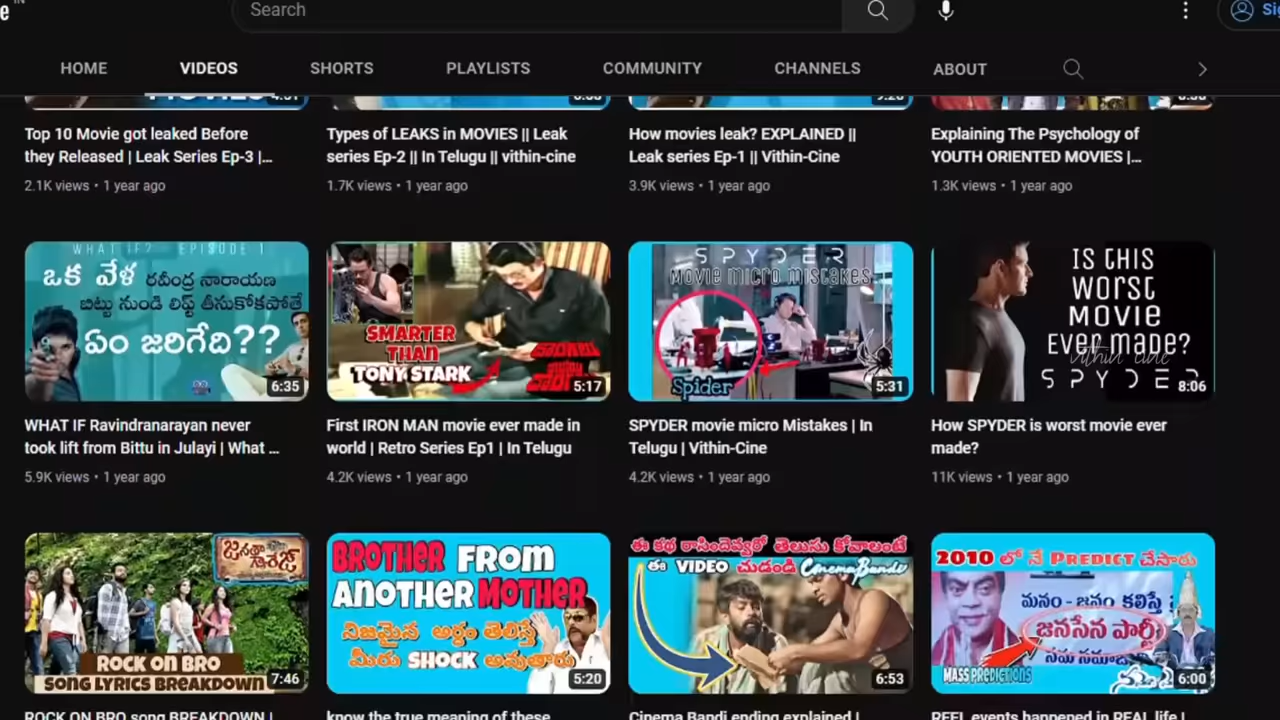 Search
HOME
VIDEOS
SHORTS
PLAYLISTS
COMMUNITY
CHANNELS
ABOUT
Top 10 Movie got leaked Before
they Released | Leak Series Ep-3 |...
2.1K views • 1 year ago
Types of LEAKS in MOVIES || Leak
series Ep-2 || In Telugu || vithin-cine
1.7K views • 1 year ago
How movies leak? EXPLAINED ||
Leak series Ep-1 || Vithin-Cine
3.9K views • 1 year ago
Explaining The Psychology of
YOUTH ORIENTED MOVIES |...
1.3K views • 1 year ago
WHAT IF? EPISODE 1
ఒక వేళ రవీంద్ర నారాయణ
బిట్టు నుండి లిఫ్ట్ తీసుకోకపోతే
ఏం జరిగేది??
6:35
WHAT IF Ravindranarayan never
took lift from Bittu in Julayi | What ...
5.9K views • 1 year ago
SMARTER
THAN
TONY STARK
5:17
First IRON MAN movie ever made in
world | Retro Series Ep1 | In Telugu
4.2K views • 1 year ago
SPYDER
MOVIE MICRO MISTAKES
Spider
5:31
SPYDER movie micro Mistakes | In
Telugu | Vithin-Cine
4.2K views • 1 year ago
IS THIS
WORST
MOVIE
EVER MADE?
vithin cine
SPYDER
8:06
How SPYDER is worst movie ever
made?
11K views • 1 year ago
జనతా
గ్యారేజ్
ROCK ON BRO
SONG LYRICS BREAKDOWN
7:46
ROCK ON BRO song BREAKDOWN |
BROTHER FROM
ANOTHER MOTHER
నిజమైన అర్థం తెలిస్తే
మీరు SHOCK అవుతారు
5:20
know the true meaning of these
ఈ కథ రాసిందెవ్వరో తెలుసు కోవాలంటే
ఈ VIDEO చుడండి CinemaBandi
6:53
Cinema Bandi ending explained |
2010 లో నే PREDICT చేసారు
మనం - జనం కలిస్తే
జనసేన పార్టీ
MASS PREDICTIONS
6:00
REEL events happened in REAL life |